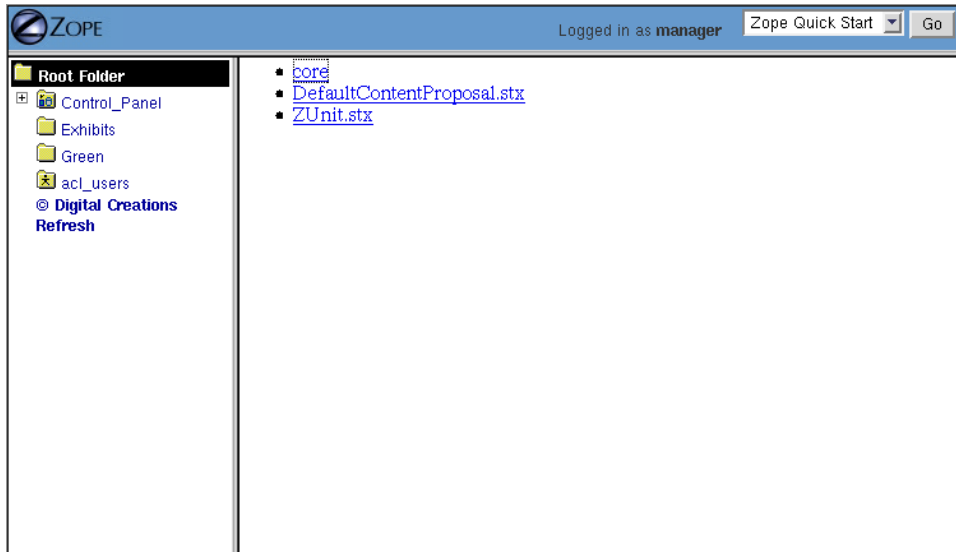 ZOPE
Logged in as manager
Zope Quick Start
Go
Root Folder
Control_Panel
Exhibits
Green
acl_users
© Digital Creations
Refresh
core
DefaultContentProposal.stx
ZUnit.stx